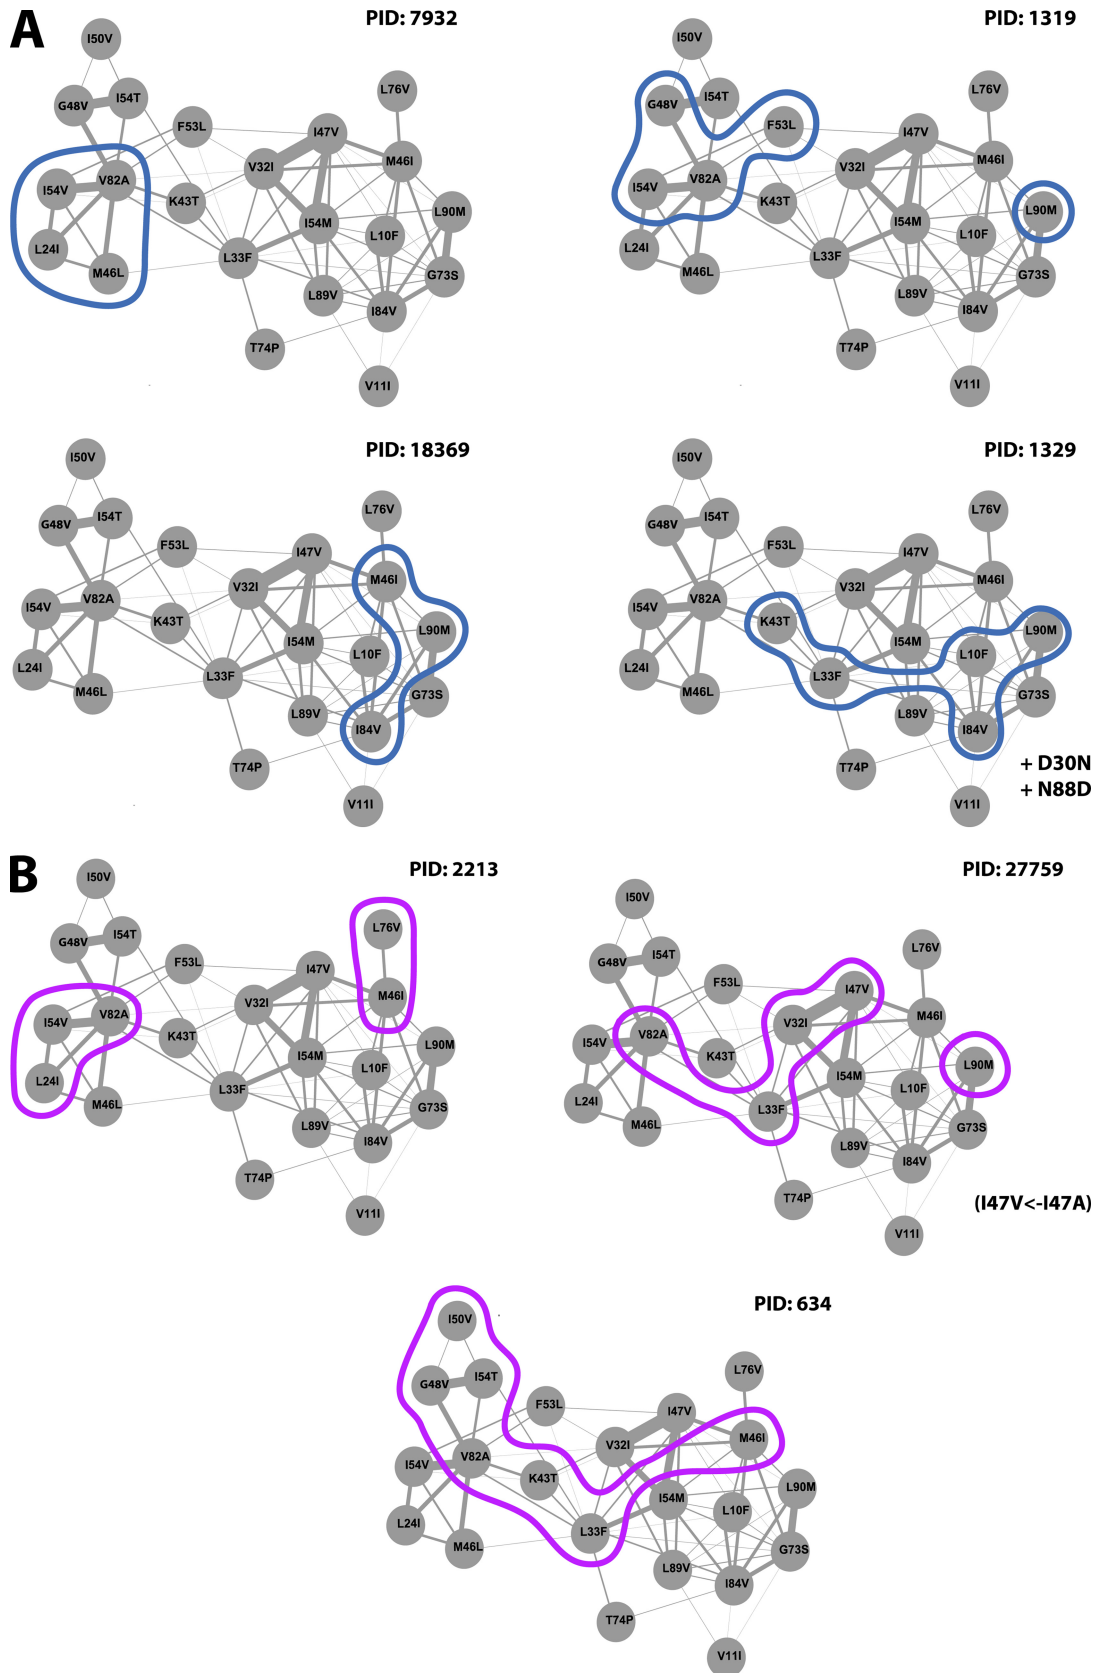 A
PID: 7932
I50V
G48V
I54T
L76V
F53L
I47V
V32I
M46I
I54V
V82A
K43T
L90M
I54M
L10F
L24I
M46L
L33F
G73S
L89V
I84V
T74P
V11I
PID: 1319
I50V
G48V
I54T
L76V
F53L
I47V
V32I
M46I
I54V
V82A
K43T
L90M
I54M
L10F
L24I
M46L
L33F
G73S
L89V
I84V
T74P
V11I
PID: 18369
I50V
G48V
I54T
L76V
F53L
I47V
V32I
M46I
I54V
V82A
K43T
L90M
I54M
L10F
L24I
M46L
L33F
G73S
L89V
I84V
T74P
V11I
PID: 1329
I50V
G48V
I54T
L76V
F53L
I47V
V32I
M46I
I54V
V82A
K43T
L90M
I54M
L10F
L24I
M46L
L33F
G73S
L89V
I84V
T74P
V11I
+ D30N
+ N88D
B
PID: 2213
I50V
G48V
I54T
L76V
F53L
I47V
V32I
M46I
I54V
V82A
K43T
L90M
I54M
L10F
L24I
M46L
L33F
G73S
L89V
I84V
T74P
V11I
PID: 27759
I50V
G48V
I54T
L76V
F53L
I47V
V32I
M46I
I54V
V82A
K43T
L90M
I54M
L10F
L24I
M46L
L33F
G73S
L89V
I84V
T74P
V11I
(I47V<-I47A)
PID: 634
I50V
G48V
I54T
L76V
F53L
I47V
V32I
M46I
I54V
V82A
K43T
L90M
I54M
L10F
L24I
M46L
L33F
G73S
L89V
I84V
T74P
V11I